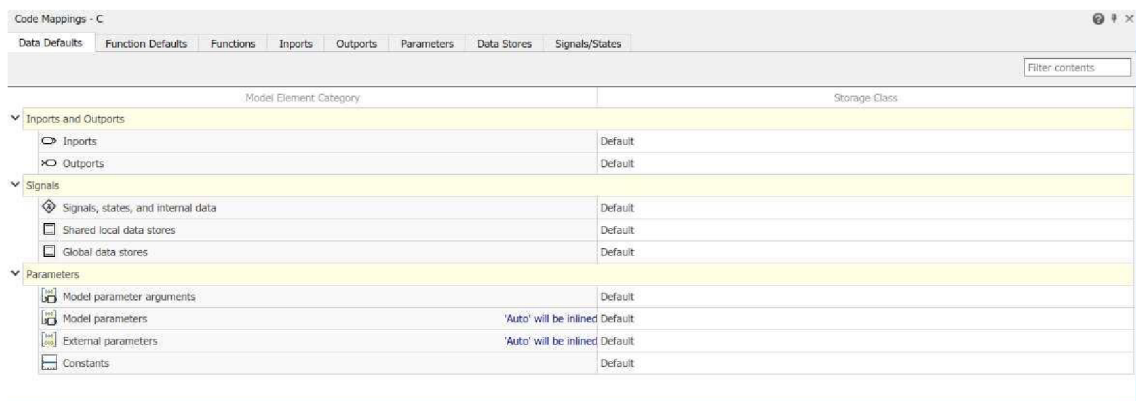 Code Mappings - C
Data Defaults Function Defaults Functions Inports Outports Parameters Data Stores Signals/States
Filter contents
Model Element Category Storage Class
Inports and Outports
Inports Default
Outports Default
Signals
Signals, states, and internal data Default
Shared local data stores Default
Global data stores Default
Parameters
Model parameter arguments Default
Model parameters 'Auto' will be inlined Default
External parameters 'Auto' will be inlined Default
Constants Default